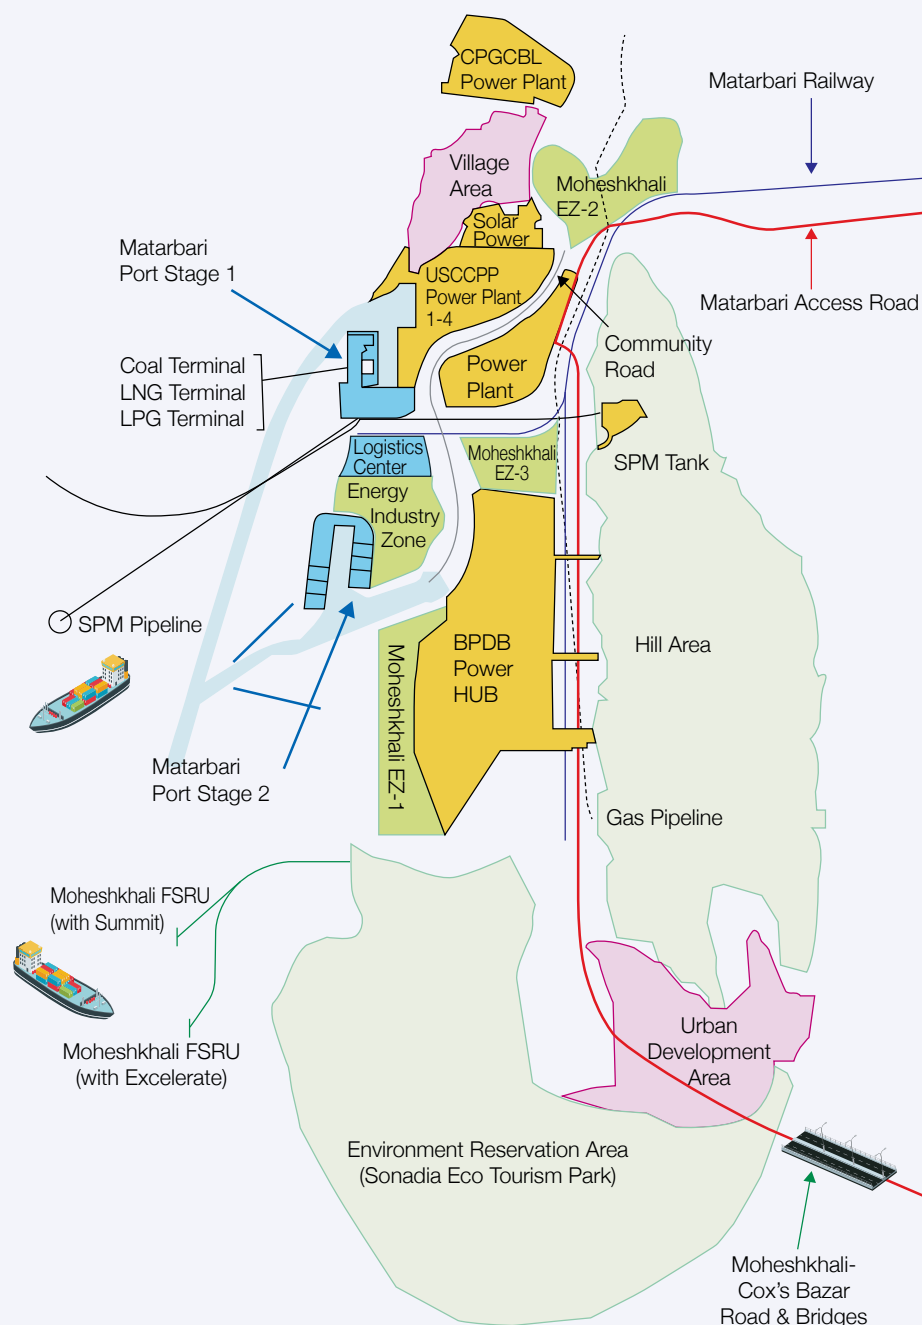 CPGCBL
Power Plant
Matarbari Railway
Village
Area
Moheshkhali
EZ-2
Solar
Power
Matarbari
Port Stage 1
USCCPP
Power Plant
1-4
Matarbari Access Road
Community
Road
Coal Terminal
LNG Terminal
LPG Terminal
Power
Plant
Logistics
Center
Moheshkhali
EZ-3
SPM Tank
Energy
Industry
Zone
SPM Pipeline
BPDB
Power
HUB
Hill Area
Moheshkhali EZ-1
Matarbari
Port Stage 2
Gas Pipeline
Moheshkhali FSRU
(with Summit)
Moheshkhali FSRU
(with Excelerate)
Urban
Development
Area
Environment Reservation Area
(Sonadia Eco Tourism Park)
Moheshkhali-
Cox's Bazar
Road & Bridges